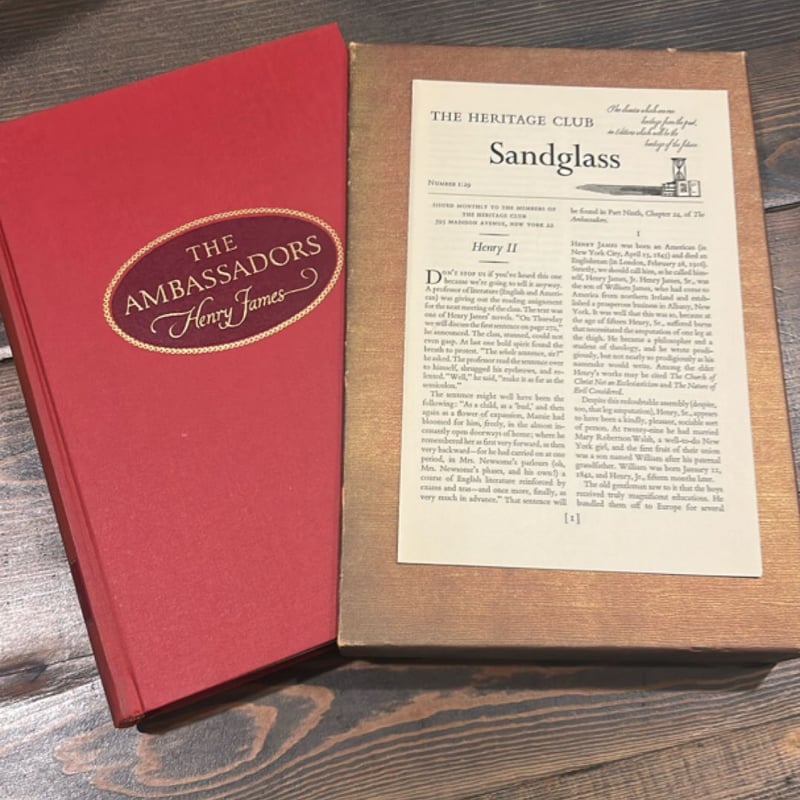 THE
AMBASSADORS
Henry James
THE HERITAGE CLUB
The classics which are our
heritage from the past,
in Editions which will be the
heritage of the future
Sandglass
NUMBER 1:29
ISSUED MONTHLY TO THE MEMBERS OF
THE HERITAGE CLUB
595 MADISON AVENUE, NEW YORK 22
Henry II
DON'T STOP US if you've heard this one
because we're going to tell it anyway.
A professor of literature (English and Ameri-
can) was giving out the reading assignment
for the next meeting of the class. The text was
one of Henry James' novels. "On Thursday
we will discuss the first sentence on page 272,"
he announced. The class, stunned, could not
even gasp. At last one bold spirit found the
breath to protest. "The whole sentence, sir?"
he asked. The professor read the sentence over
to himself, shrugged his eyebrows, and re-
lented. "Well," he said, "make it as far as the
semicolon."
The sentence might well have been the
following: "As a child, as a 'bud,' and then
again as a flower of expansion, Mamie had
bloomed for him, freely, in the almost in-
cessantly open doorways of home; where he
remembered her as first very forward, as then
very backward—for he had carried on at one
period, in Mrs. Newsome's parlours (oh,
Mrs. Newsome's phases, and his own!) a
course of English literature reinforced by
exams and teas—and once more, finally, as
very much in advance." That sentence will
be found in Part Ninth, Chapter 24, of The
Ambassadors.
I
HENRY JAMES was born an American (in
New York City, April 15, 1843) and died an
Englishman (in London, February 28, 1916).
Strictly, we should call him, as he called him-
self, Henry James, Jr. Henry James, Sr., was
the son of William James, who had come to
America from northern Ireland and estab-
lished a prosperous business in Albany, New
York. It was well that this was so, because at
the age of fifteen Henry, Sr., suffered burns
that necessitated the amputation of one leg at
the thigh. He became a philosopher and a
student of theology, and he wrote prodi-
giously, but not nearly so prodigiously as his
namesake would write. Among the elder
Henry's works may be cited The Church of
Christ Not an Ecclesiasticism and The Nature of
Evil Considered.
Despite this redoubtable assembly (despite,
too, that leg amputation), Henry, Sr., appears
to have been a kindly, pleasant, sociable sort
of person. At twenty-nine he had married
Mary Robertson Walsh, a well-to-do New
York girl, and the first fruit of their union
was a son named William after his paternal
grandfather. William was born January 11,
1842, and Henry, Jr., fifteen months later.
The old gentleman saw to it that the boys
received truly magnificent educations. He
bundled them off to Europe for several
[1]